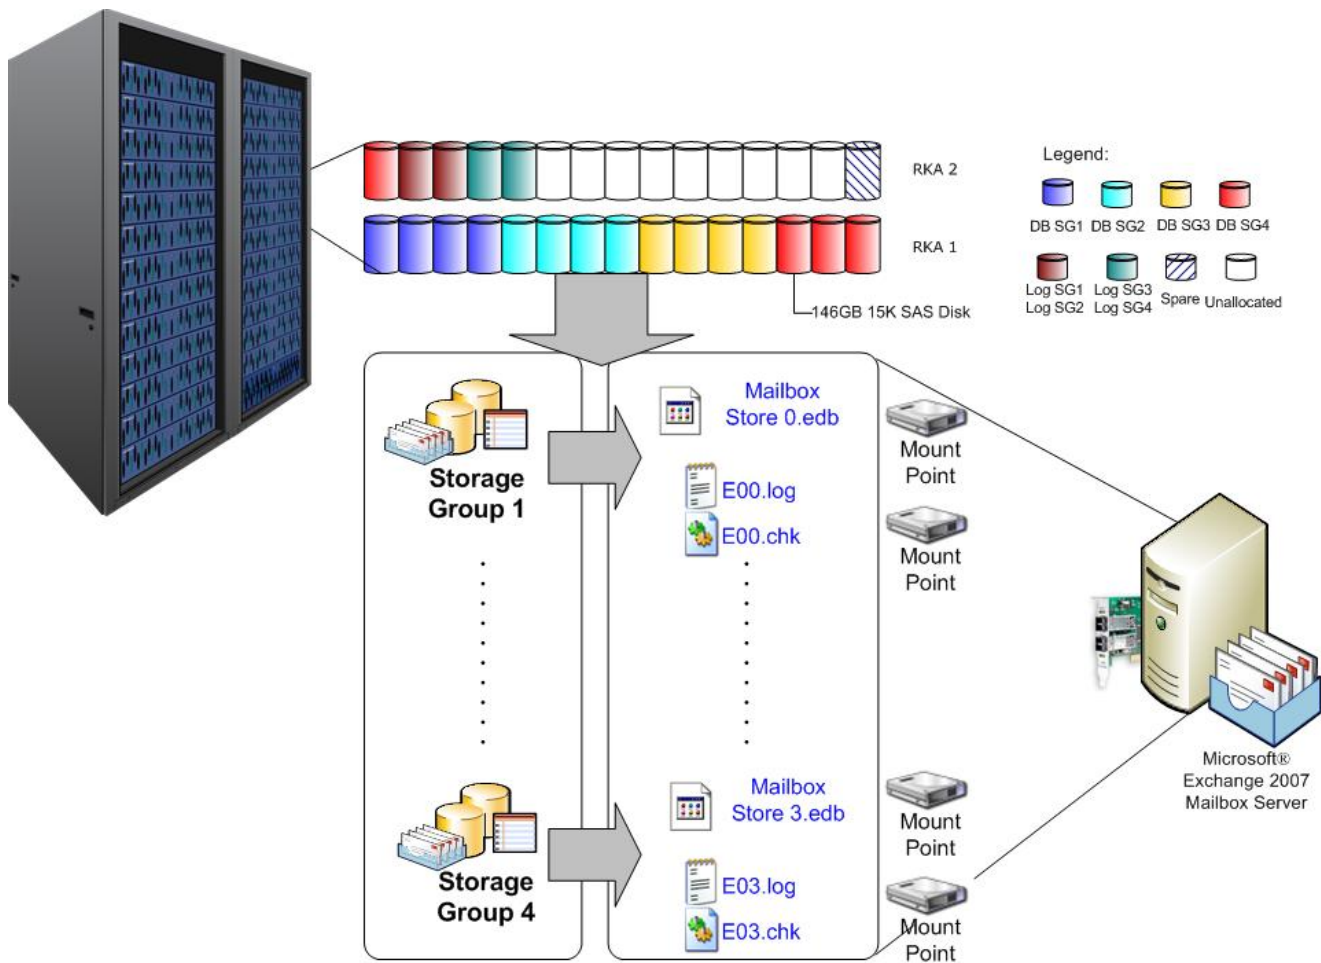 RKA 2
RKA 1
146GB 15K SAS Disk
Legend:
DB SG1
DB SG2
DB SG3
DB SG4
Log SG1
Log SG2
Log SG3
Log SG4
Spare
Unallocated
Storage
Group 1
Mailbox
Store 0.edb
E00.log
E00.chk
Mount
Point
Mount
Point
Storage
Group 4
Mailbox
Store 3.edb
E03.log
E03.chk
Mount
Point
Mount
Point
Microsoft®
Exchange 2007
Mailbox Server